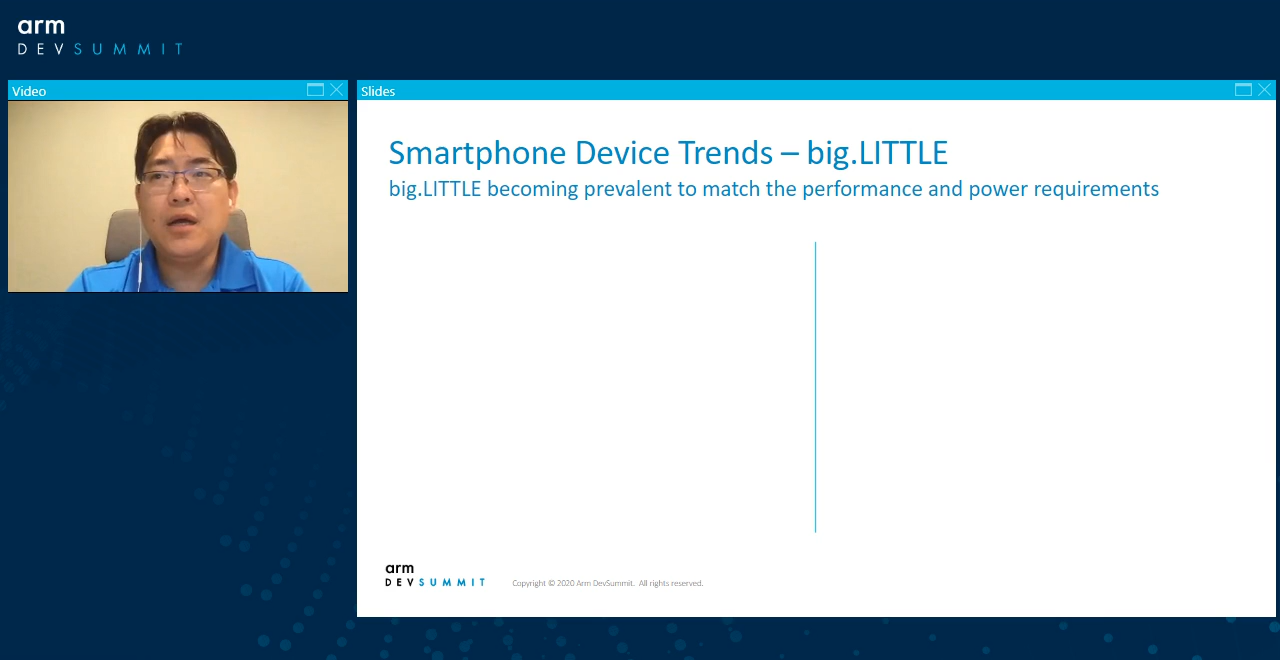 arm
DEVSUMMIT
Video
Slides
Smartphone Device Trends – big.LITTLE
big.LITTLE becoming prevalent to match the performance and power requirements
arm
DEVSUMMIT
Copyright © 2020 Arm DevSummit. All rights reserved.